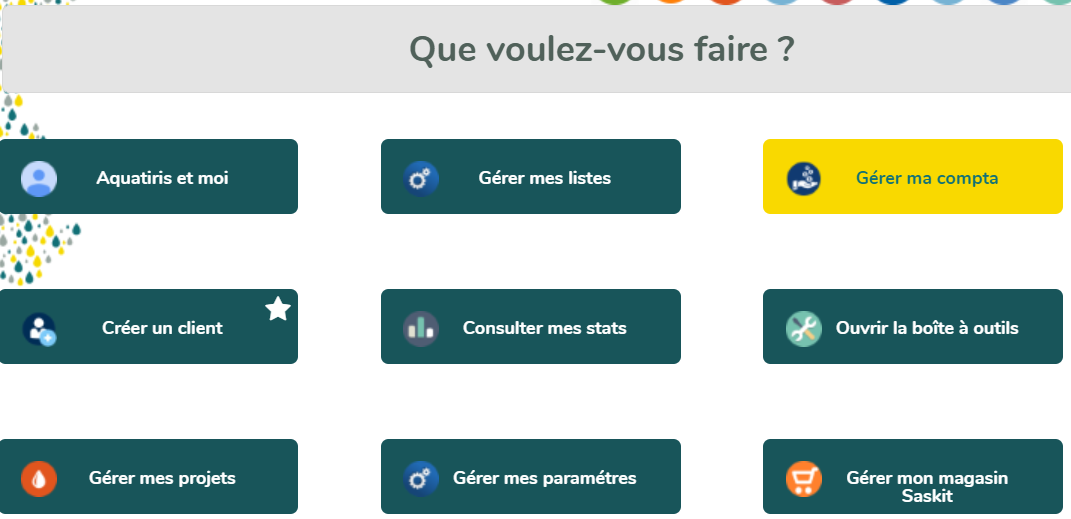 Que voulez-vous faire ?
Aquatiris et moi
Gérer mes listes
Gérer ma compta
Créer un client
Consulter mes stats
Ouvrir la boîte à outils
Gérer mes projets
Gérer mes paramétres
Gérer mon magasin
Saskit